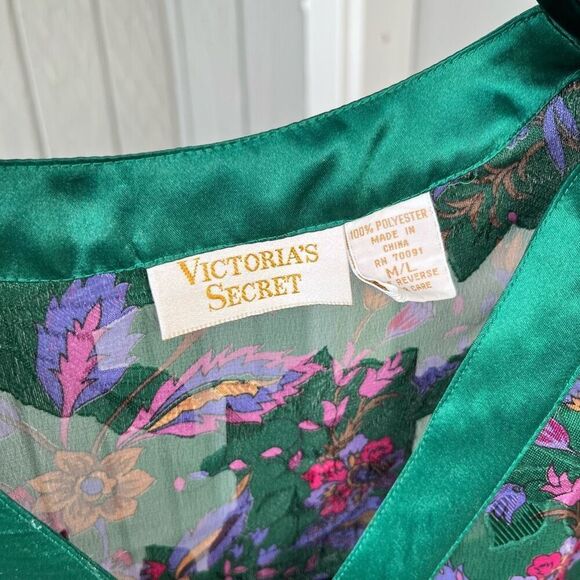 VICTORIA'S
SECRET
100% POLYESTER
MADE IN
CHINA
RN 70091
M/L
REVERSE
CARE